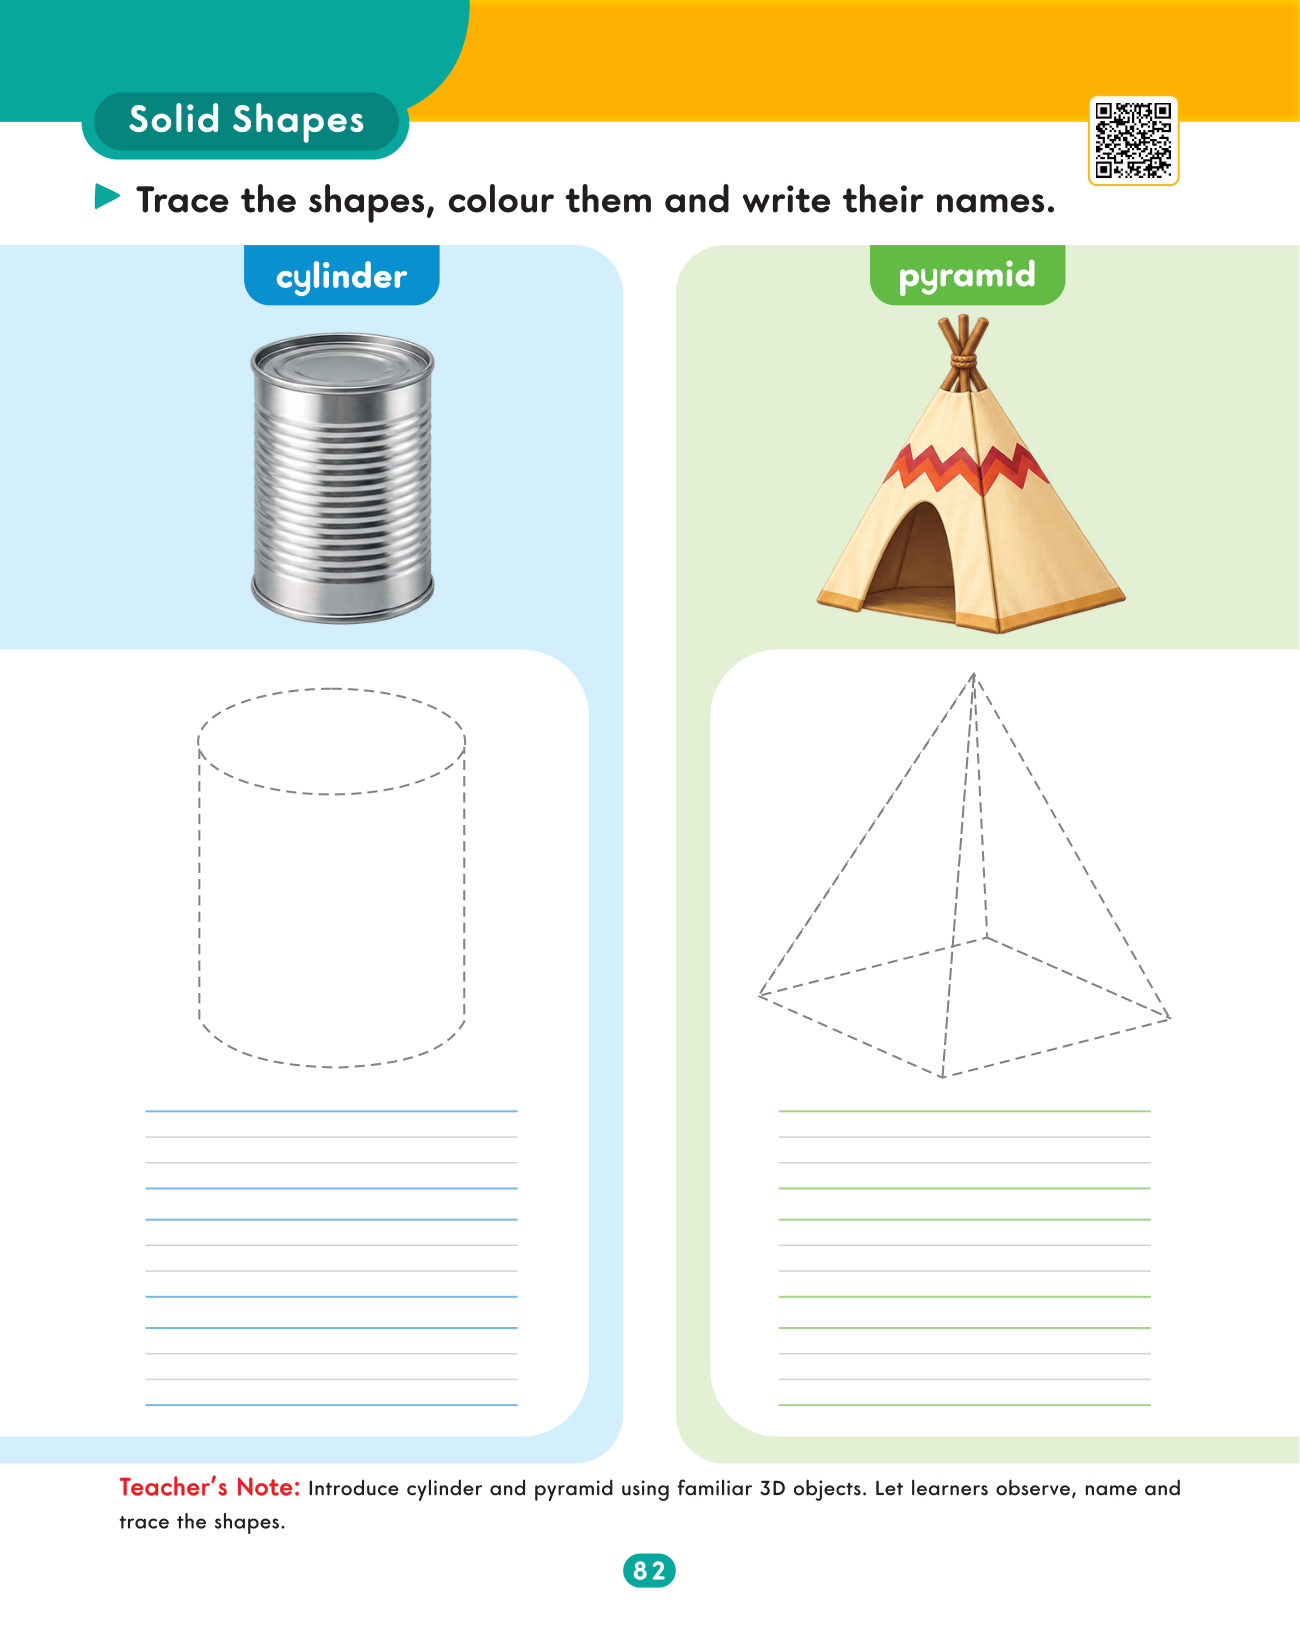 Solid Shapes
Trace the shapes, colour them and write their names.
cylinder
pyramid
Teacher's Note: Introduce cylinder and pyramid using familiar 3D objects. Let learners observe, name and
trace the shapes.
82